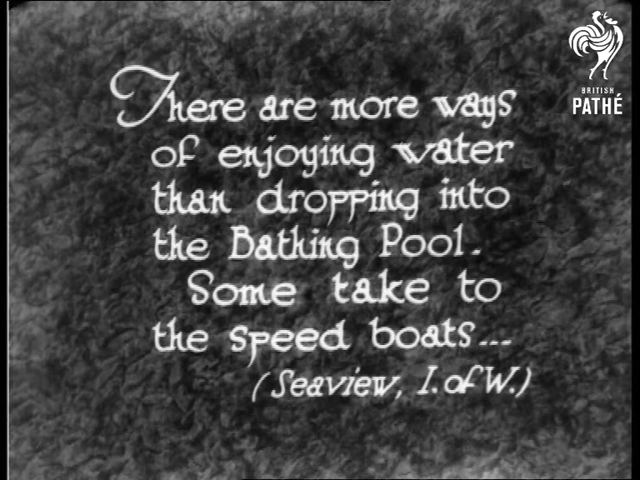 BRITISH
PATHÉ
There are more ways
of enjoying water
than dropping into
the Bathing Pool.
Some take to
the speed boats...
(Seaview, I. of W.)